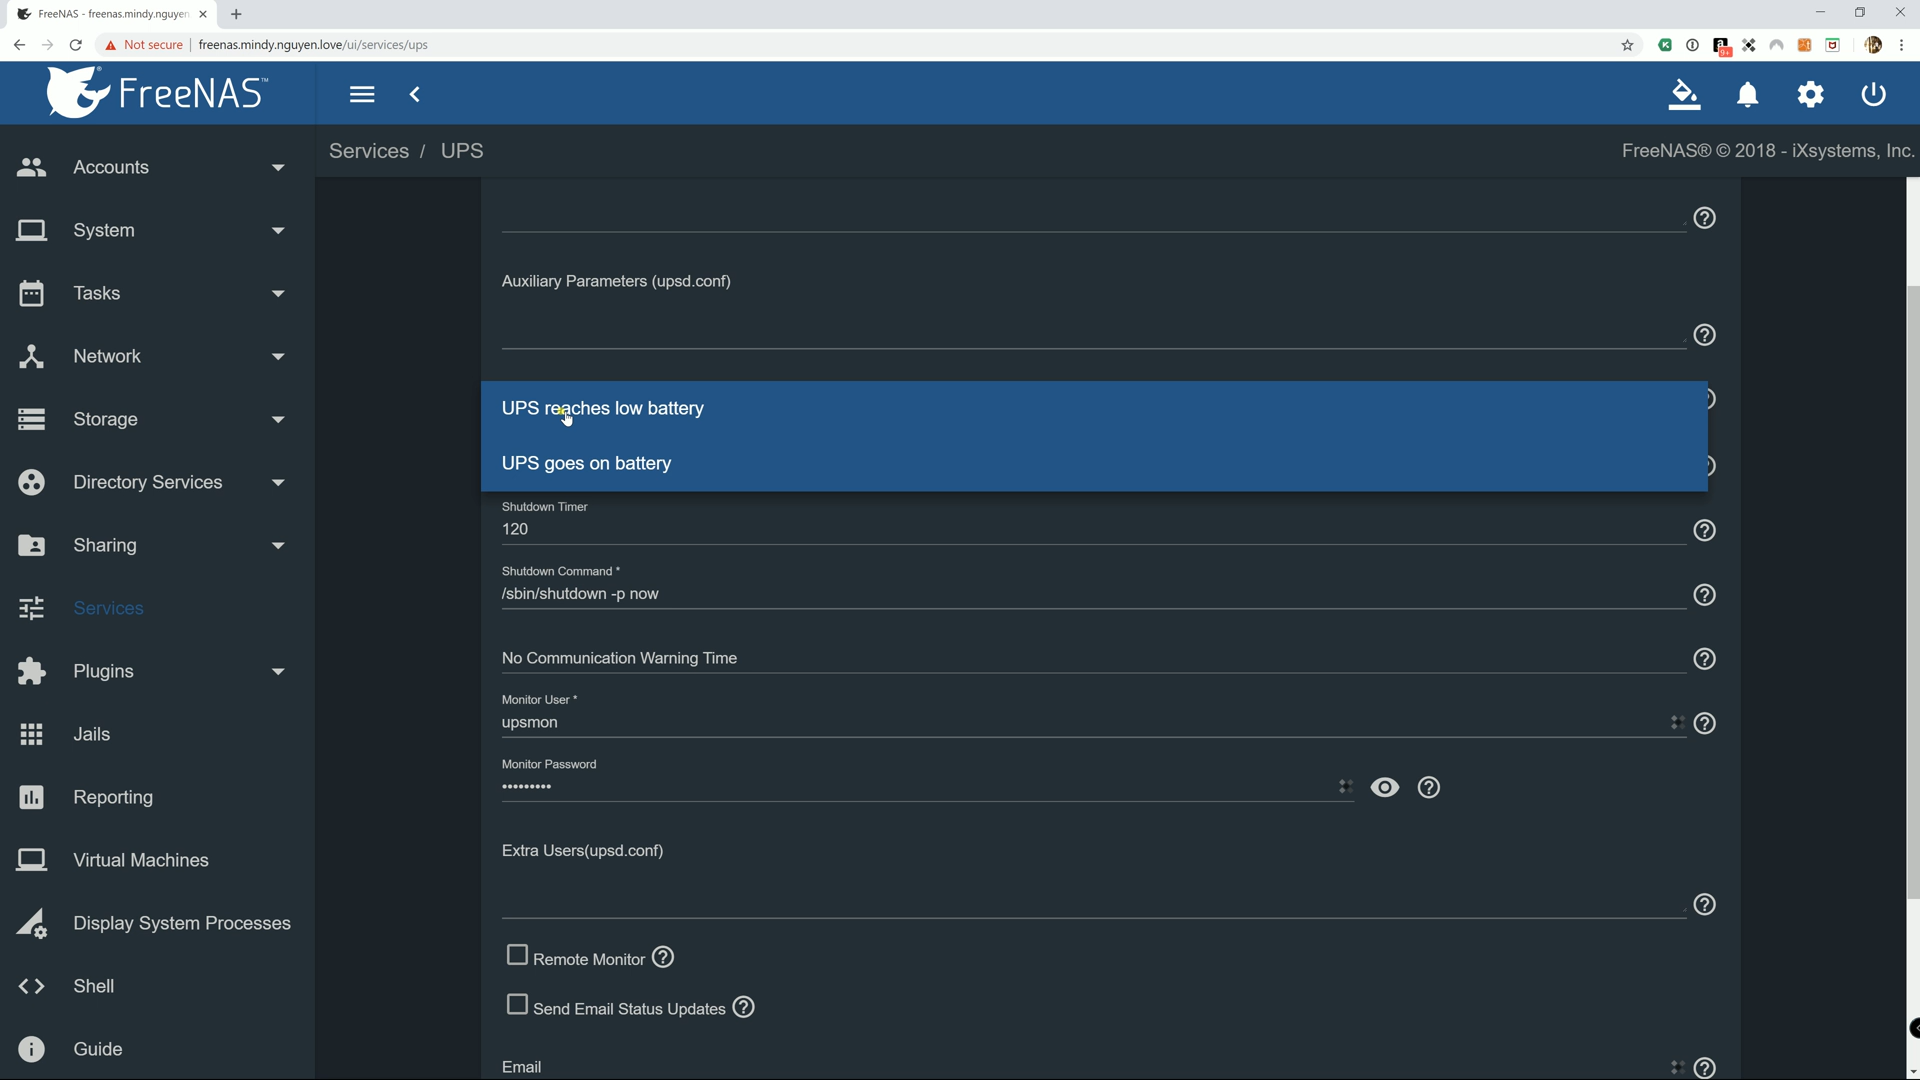 FreeNAS - freenas.mindy.nguyen
Not secure
freenas.mindy.nguyen.love/ui/services/ups
9+
FreeNAS™
Services / UPS
FreeNAS® © 2018 - iXsystems, Inc.
Accounts
System
Tasks
Network
Storage
Directory Services
Sharing
Services
Plugins
Jails
Reporting
Virtual Machines
Display System Processes
Shell
Guide
Auxiliary Parameters (upsd.conf)
UPS reaches low battery
UPS goes on battery
Shutdown Timer
120
Shutdown Command *
/sbin/shutdown -p now
No Communication Warning Time
Monitor User *
upsmon
Monitor Password
•••••••••
Extra Users(upsd.conf)
Remote Monitor
Send Email Status Updates
Email